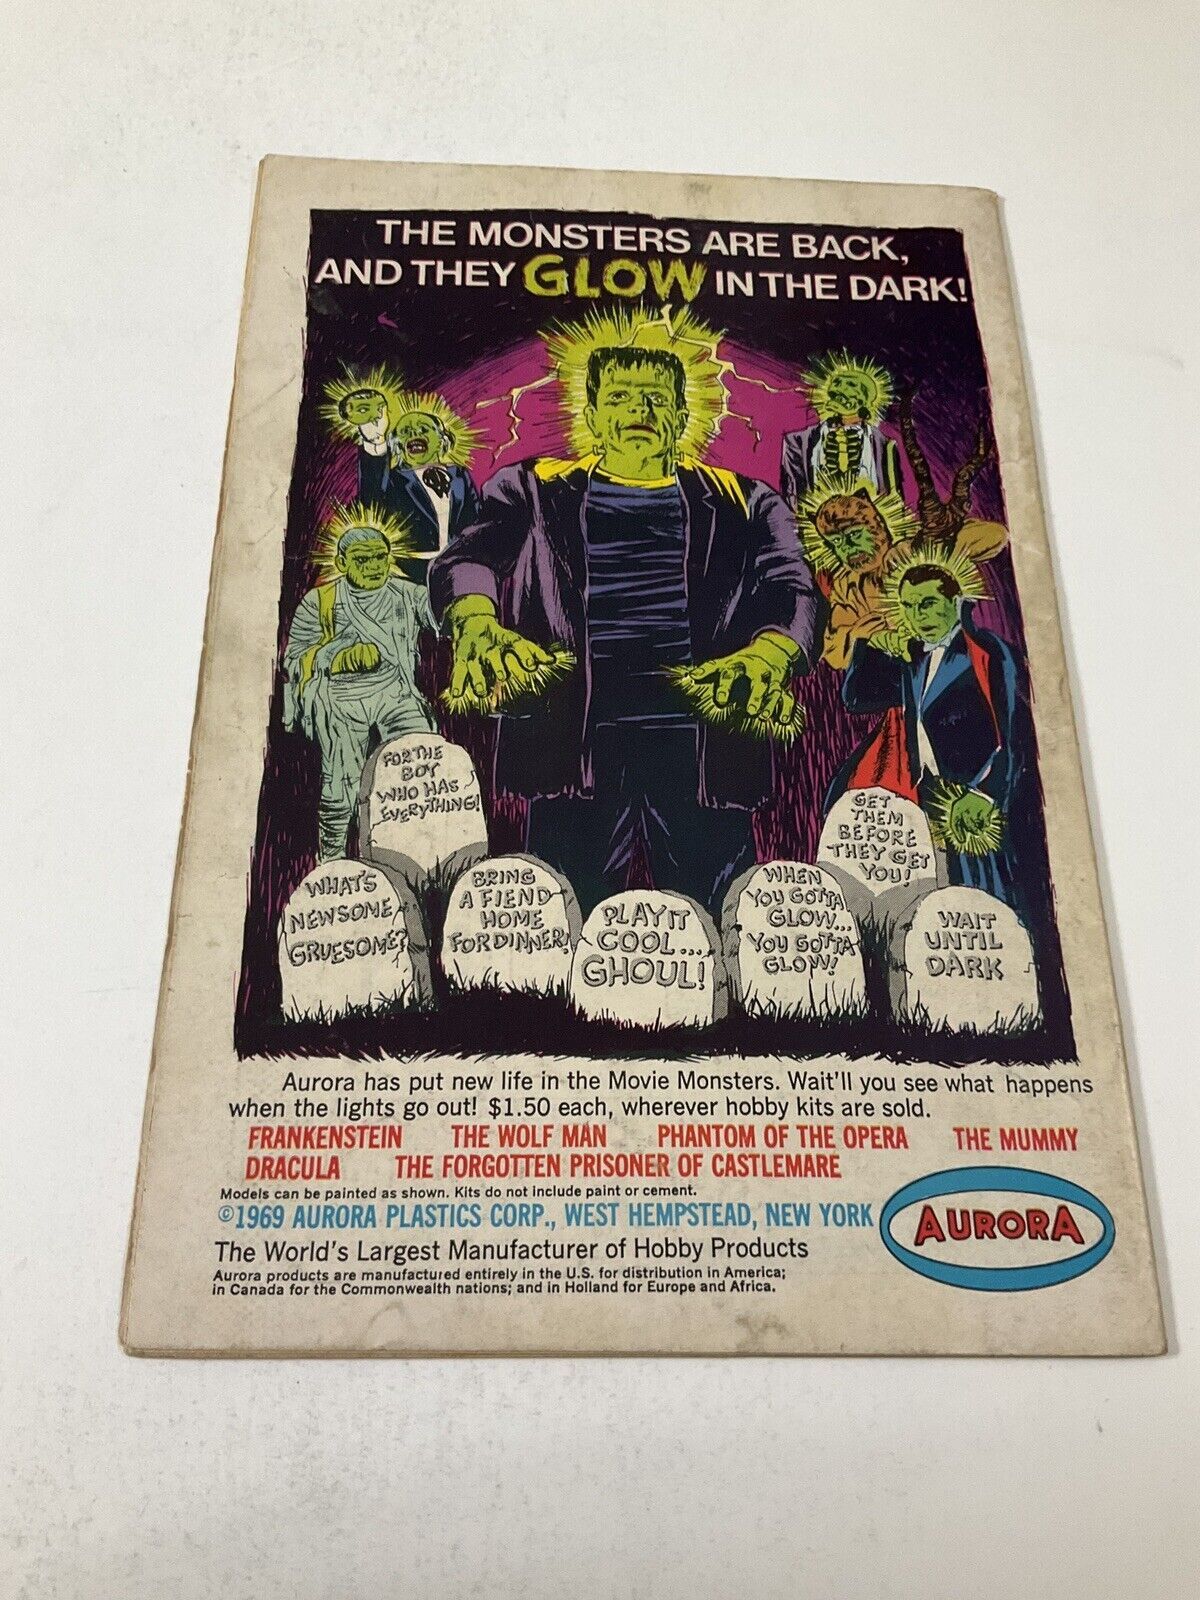 THE MONSTERS ARE BACK,
AND THEY GLOW IN THE DARK!
FOR THE
BOY
WHO HAS
EVERYTHING!
GET
THEM
BEFORE
THEY GET
YOU!
WHAT'S
NEWSOME
GRUESOME?
BRING
A FIEND
HOME
FOR DINNER!
PLAY IT
COOL...
GHOUL!
WHEN
YOU GOTTA
GLOW...
YOU GOTTA
GLOW!
WAIT
UNTIL
DARK
Aurora has put new life in the Movie Monsters. Wait'll you see what happens
when the lights go out! $1.50 each, wherever hobby kits are sold.
FRANKENSTEIN THE WOLF MAN PHANTOM OF THE OPERA THE MUMMY
DRACULA THE FORGOTTEN PRISONER OF CASTLEMARE
Models can be painted as shown. Kits do not include paint or cement.
©1969 AURORA PLASTICS CORP., WEST HEMPSTEAD, NEW YORK
The World's Largest Manufacturer of Hobby Products
Aurora products are manufactured entirely in the U.S. for distribution in America;
in Canada for the Commonwealth nations; and in Holland for Europe and Africa.
AURORA